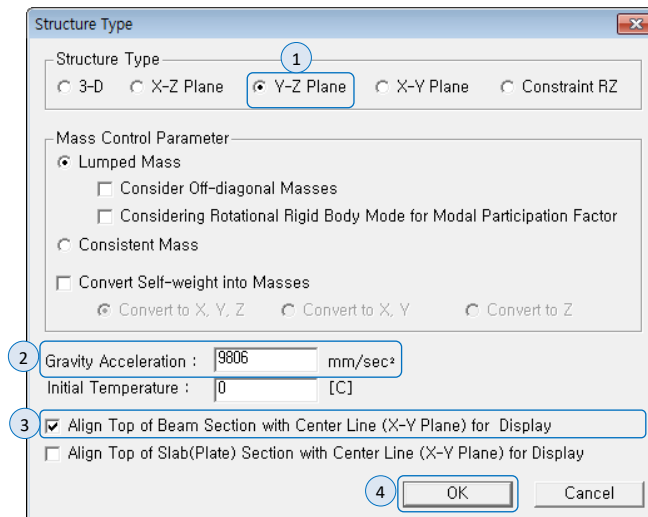 Structure Type
1
Structure Type
3-D X-Z Plane Y-Z Plane X-Y Plane Constraint RZ
Mass Control Parameter
Lumped Mass
Consider Off-diagonal Masses
Considering Rotational Rigid Body Mode for Modal Participation Factor
Consistent Mass
Convert Self-weight into Masses
Convert to X, Y, Z Convert to X, Y Convert to Z
2 Gravity Acceleration : 9806 mm/sec²
Initial Temperature : 0 [C]
3 Align Top of Beam Section with Center Line (X-Y Plane) for Display
Align Top of Slab(Plate) Section with Center Line (X-Y Plane) for Display
4 OK Cancel